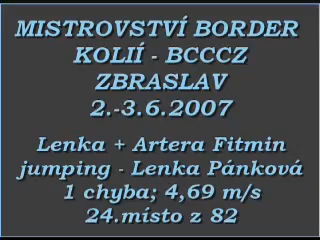 MISTROVSTVÍ BORDER
KOLIÍ - BCCCZ
ZBRASLAV
2.-3.6.2007
Lenka + Artera Fitmin
jumping - Lenka Pánková
1 chyba; 4,69 m/s
24.místo z 82